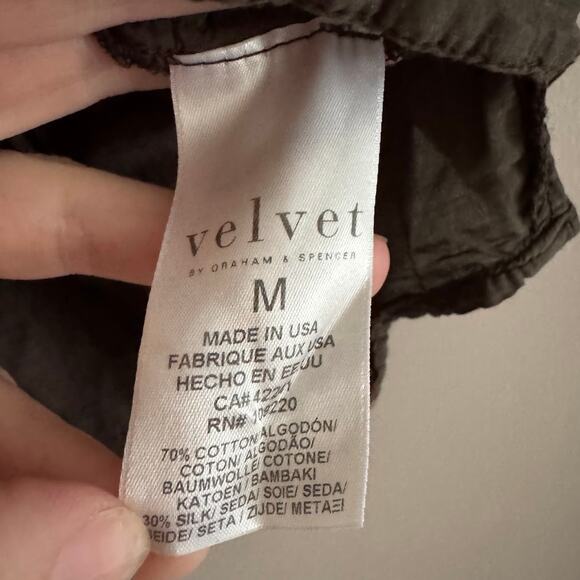 velvet
BY GRAHAM & SPENCER
M
MADE IN USA
FABRIQUE AUX USA
HECHO EN EEUU
CA#
RN#
70% COTTON/ALGODÓN/
COTON/ ALGODÃO/
BAUMWOLLE/ COTONE/
KATOEN/ BAMBAKI
30% SILK/ SEDA/ SOIE/ SEDA/
SEIDE/ SETA / ZIJDE/ ΜΕΤΑΞΙ